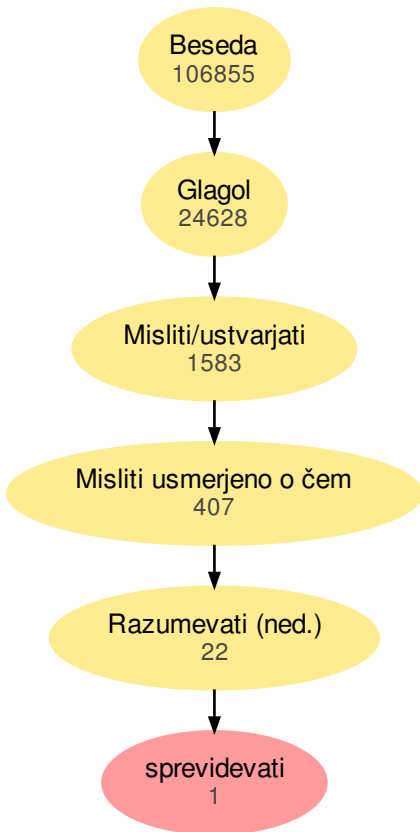 Beseda
106855
Glagol
24628
Misliti/ustvarjati
1583
Misliti usmerjeno o čem
407
Razumevati (ned.)
22
sprevidevati
1